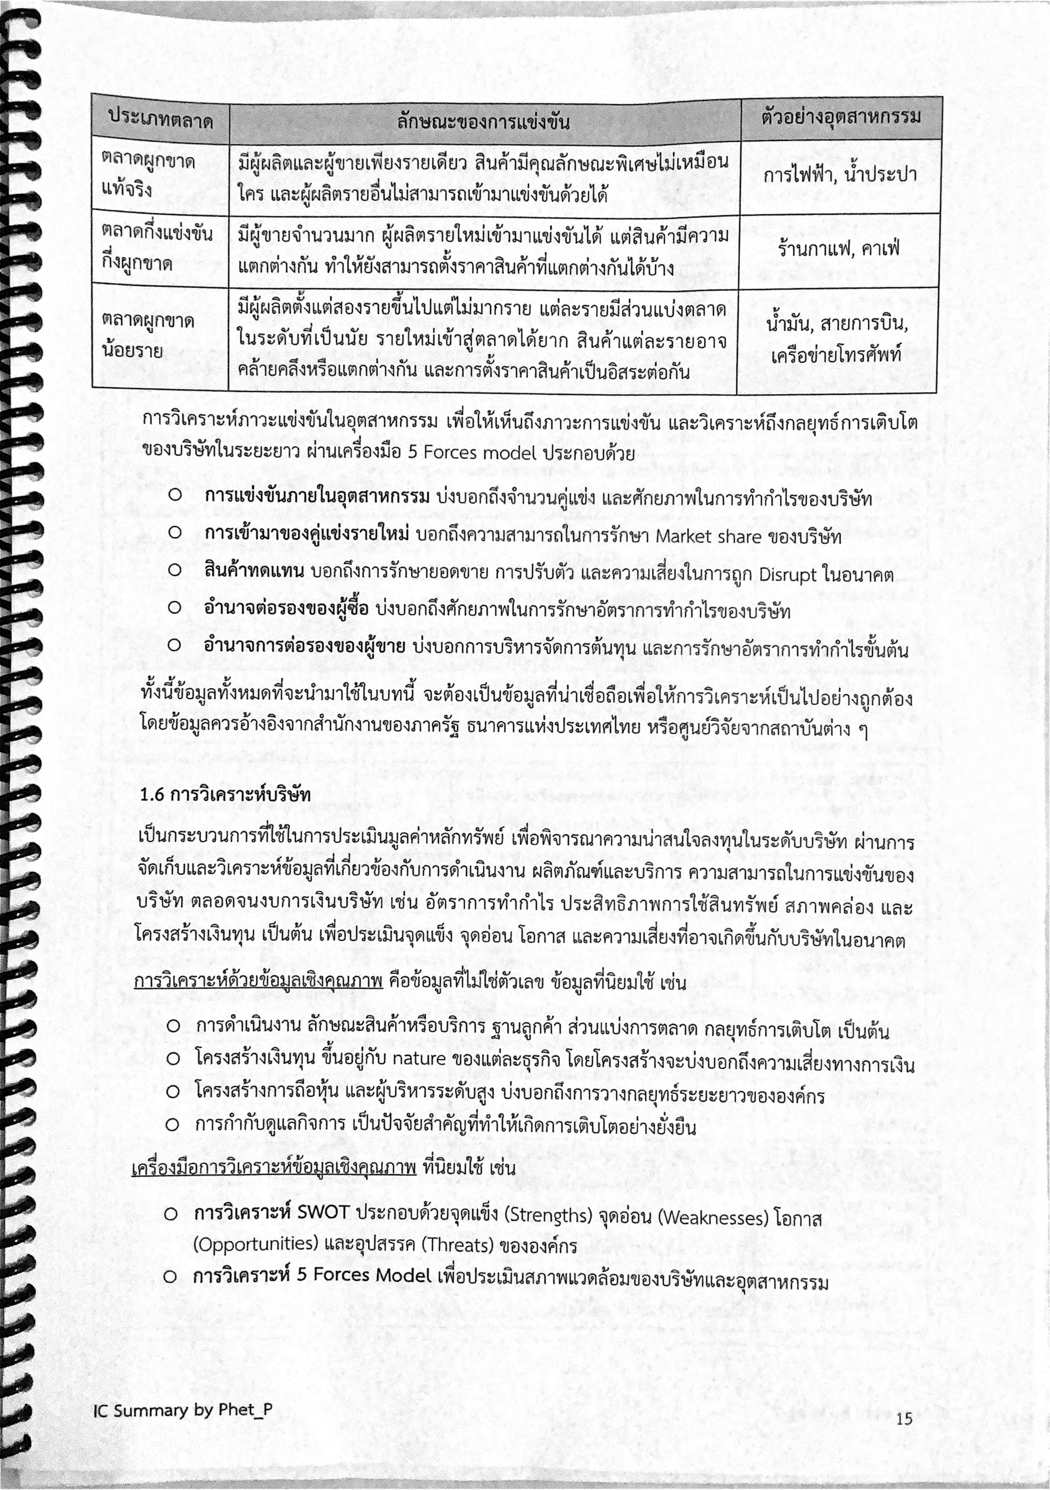 ประเภทตลาด ลักษณะของการแข่งขัน ตัวอย่างอุตสาหกรรม
ตลาดผูกขาด
แท้จริง
มีผู้ผลิตและผู้ขายเพียงรายเดียว สินค้ามีคุณลักษณะพิเศษไม่เหมือน
ใคร และผู้ผลิตรายอื่นไม่สามารถเข้ามาแข่งขันด้วยได้
การไฟฟ้า, น้ำประปา
ตลาดกึ่งแข่งขัน
กึ่งผูกขาด
มีผู้ขายจำนวนมาก ผู้ผลิตรายใหม่เข้ามาแข่งขันได้ แต่สินค้ามีความ
แตกต่างกัน ทำให้ยังสามารถตั้งราคาสินค้าที่แตกต่างกันได้บ้าง
ร้านกาแฟ, คาเฟ่
ตลาดผูกขาด
น้อยราย
มีผู้ผลิตตั้งแต่สองรายขึ้นไปแต่ไม่มากราย แต่ละรายมีส่วนแบ่งตลาด
ในระดับที่เป็นนัย รายใหม่เข้าสู่ตลาดได้ยาก สินค้าแต่ละรายอาจ
คล้ายคลึงหรือแตกต่างกัน และการตั้งราคาสินค้าเป็นอิสระต่อกัน
น้ำมัน, สายการบิน,
เครือข่ายโทรศัพท์
การวิเคราะห์ภาวะแข่งขันในอุตสาหกรรม เพื่อให้เห็นถึงภาวะการแข่งขัน และวิเคราะห์ถึงกลยุทธ์การเติบโต
ของบริษัทในระยะยาว ผ่านเครื่องมือ 5 Forces model ประกอบด้วย
○ การแข่งขันภายในอุตสาหกรรม บ่งบอกถึงจำนวนคู่แข่ง และศักยภาพในการทำกำไรของบริษัท
○ การเข้ามาของคู่แข่งรายใหม่ บอกถึงความสามารถในการรักษา Market share ของบริษัท
○ สินค้าทดแทน บอกถึงการรักษายอดขาย การปรับตัว และความเสี่ยงในการถูก Disrupt ในอนาคต
○ อำนาจต่อรองของผู้ซื้อ บ่งบอกถึงศักยภาพในการรักษาอัตราการทำกำไรของบริษัท
○ อำนาจการต่อรองของผู้ขาย บ่งบอกการบริหารจัดการต้นทุน และการรักษาอัตราการทำกำไรขั้นต้น
ทั้งนี้ข้อมูลทั้งหมดที่จะนำมาใช้ในบทนี้ จะต้องเป็นข้อมูลที่น่าเชื่อถือเพื่อให้การวิเคราะห์เป็นไปอย่างถูกต้อง
โดยข้อมูลควรอ้างอิงจากสำนักงานของภาครัฐ ธนาคารแห่งประเทศไทย หรือศูนย์วิจัยจากสถาบันต่าง ๆ
1.6 การวิเคราะห์บริษัท
เป็นกระบวนการที่ใช้ในการประเมินมูลค่าหลักทรัพย์ เพื่อพิจารณาความน่าสนใจลงทุนในระดับบริษัท ผ่านการ
จัดเก็บและวิเคราะห์ข้อมูลที่เกี่ยวข้องกับการดำเนินงาน ผลิตภัณฑ์และบริการ ความสามารถในการแข่งขันของ
บริษัท ตลอดจนงบการเงินบริษัท เช่น อัตราการทำกำไร ประสิทธิภาพการใช้สินทรัพย์ สภาพคล่อง และ
โครงสร้างเงินทุน เป็นต้น เพื่อประเมินจุดแข็ง จุดอ่อน โอกาส และความเสี่ยงที่อาจเกิดขึ้นกับบริษัทในอนาคต
การวิเคราะห์ด้วยข้อมูลเชิงคุณภาพ คือข้อมูลที่ไม่ใช่ตัวเลข ข้อมูลที่นิยมใช้ เช่น
○ การดำเนินงาน ลักษณะสินค้าหรือบริการ ฐานลูกค้า ส่วนแบ่งการตลาด กลยุทธ์การเติบโต เป็นต้น
○ โครงสร้างเงินทุน ขึ้นอยู่กับ nature ของแต่ละธุรกิจ โดยโครงสร้างจะบ่งบอกถึงความเสี่ยงทางการเงิน
○ โครงสร้างการถือหุ้น และผู้บริหารระดับสูง บ่งบอกถึงการวางกลยุทธ์ระยะยาวขององค์กร
○ การกำกับดูแลกิจการ เป็นปัจจัยสำคัญที่ทำให้เกิดการเติบโตอย่างยั่งยืน
เครื่องมือการวิเคราะห์ข้อมูลเชิงคุณภาพ ที่นิยมใช้ เช่น
○ การวิเคราะห์ SWOT ประกอบด้วยจุดแข็ง (Strengths) จุดอ่อน (Weaknesses) โอกาส
(Opportunities) และอุปสรรค (Threats) ขององค์กร
○ การวิเคราะห์ 5 Forces Model เพื่อประเมินสภาพแวดล้อมของบริษัทและอุตสาหกรรม
IC Summary by Phet_P
15